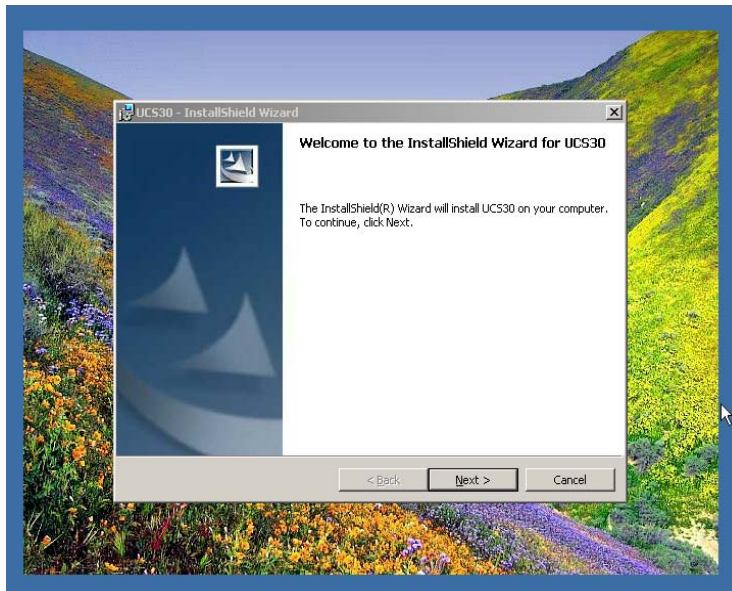 UCS30 - InstallShield Wizard
Welcome to the InstallShield Wizard for UCS30
The InstallShield(R) Wizard will install UCS30 on your computer.
To continue, click Next.
< Back Next > Cancel